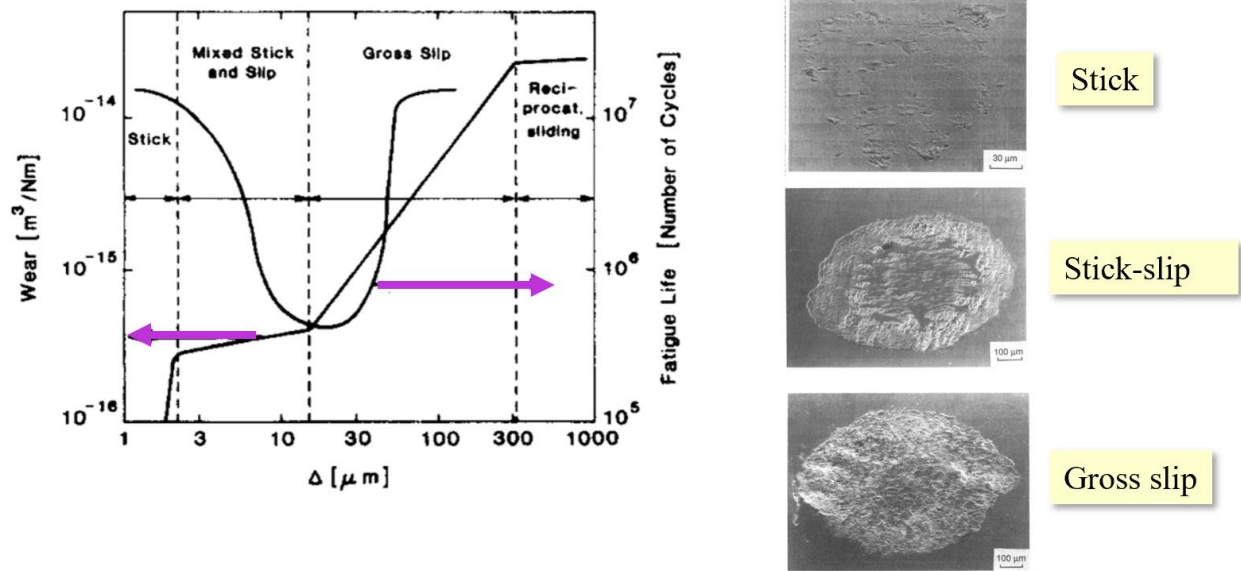 Mixed Stick
and Slip
Gross Slip
Reci-
procat.
sliding
Stick
10⁻¹⁴
10⁻¹⁵
10⁻¹⁶
10⁷
10⁶
10⁵
Wear [m³/Nm]
Fatigue Life [Number of Cycles]
1 3 10 30 100 300 1000
Δ [μm]
30 μm
Stick
100 μm
Stick-slip
100 μm
Gross slip